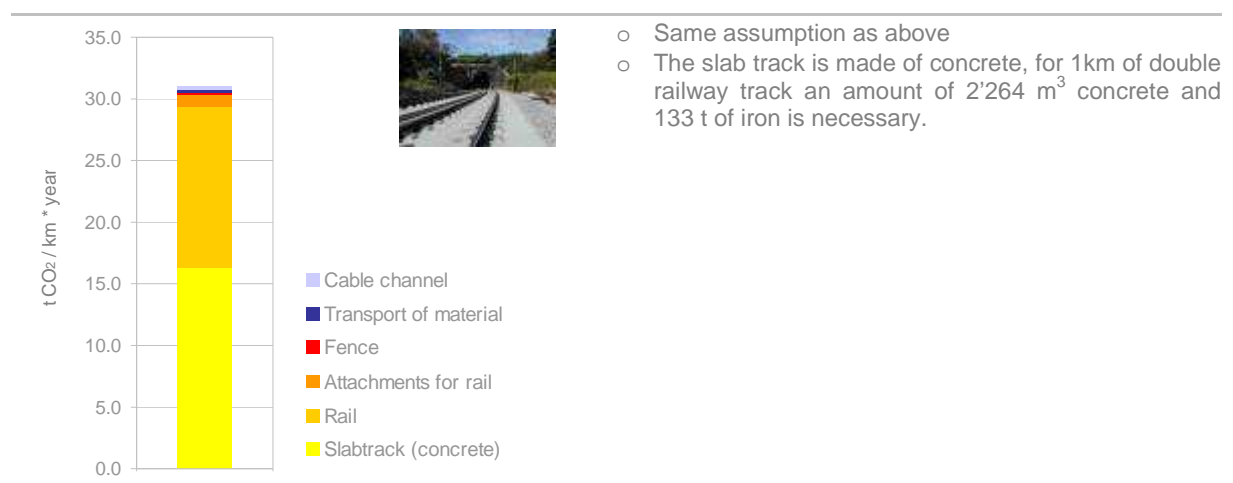 35.0
30.0
25.0
20.0
15.0
10.0
5.0
0.0
t CO2 / km * year
Cable channel
Transport of material
Fence
Attachments for rail
Rail
Slabtrack (concrete)
o Same assumption as above
o The slab track is made of concrete, for 1km of double
railway track an amount of 2'264 m³ concrete and
133 t of iron is necessary.